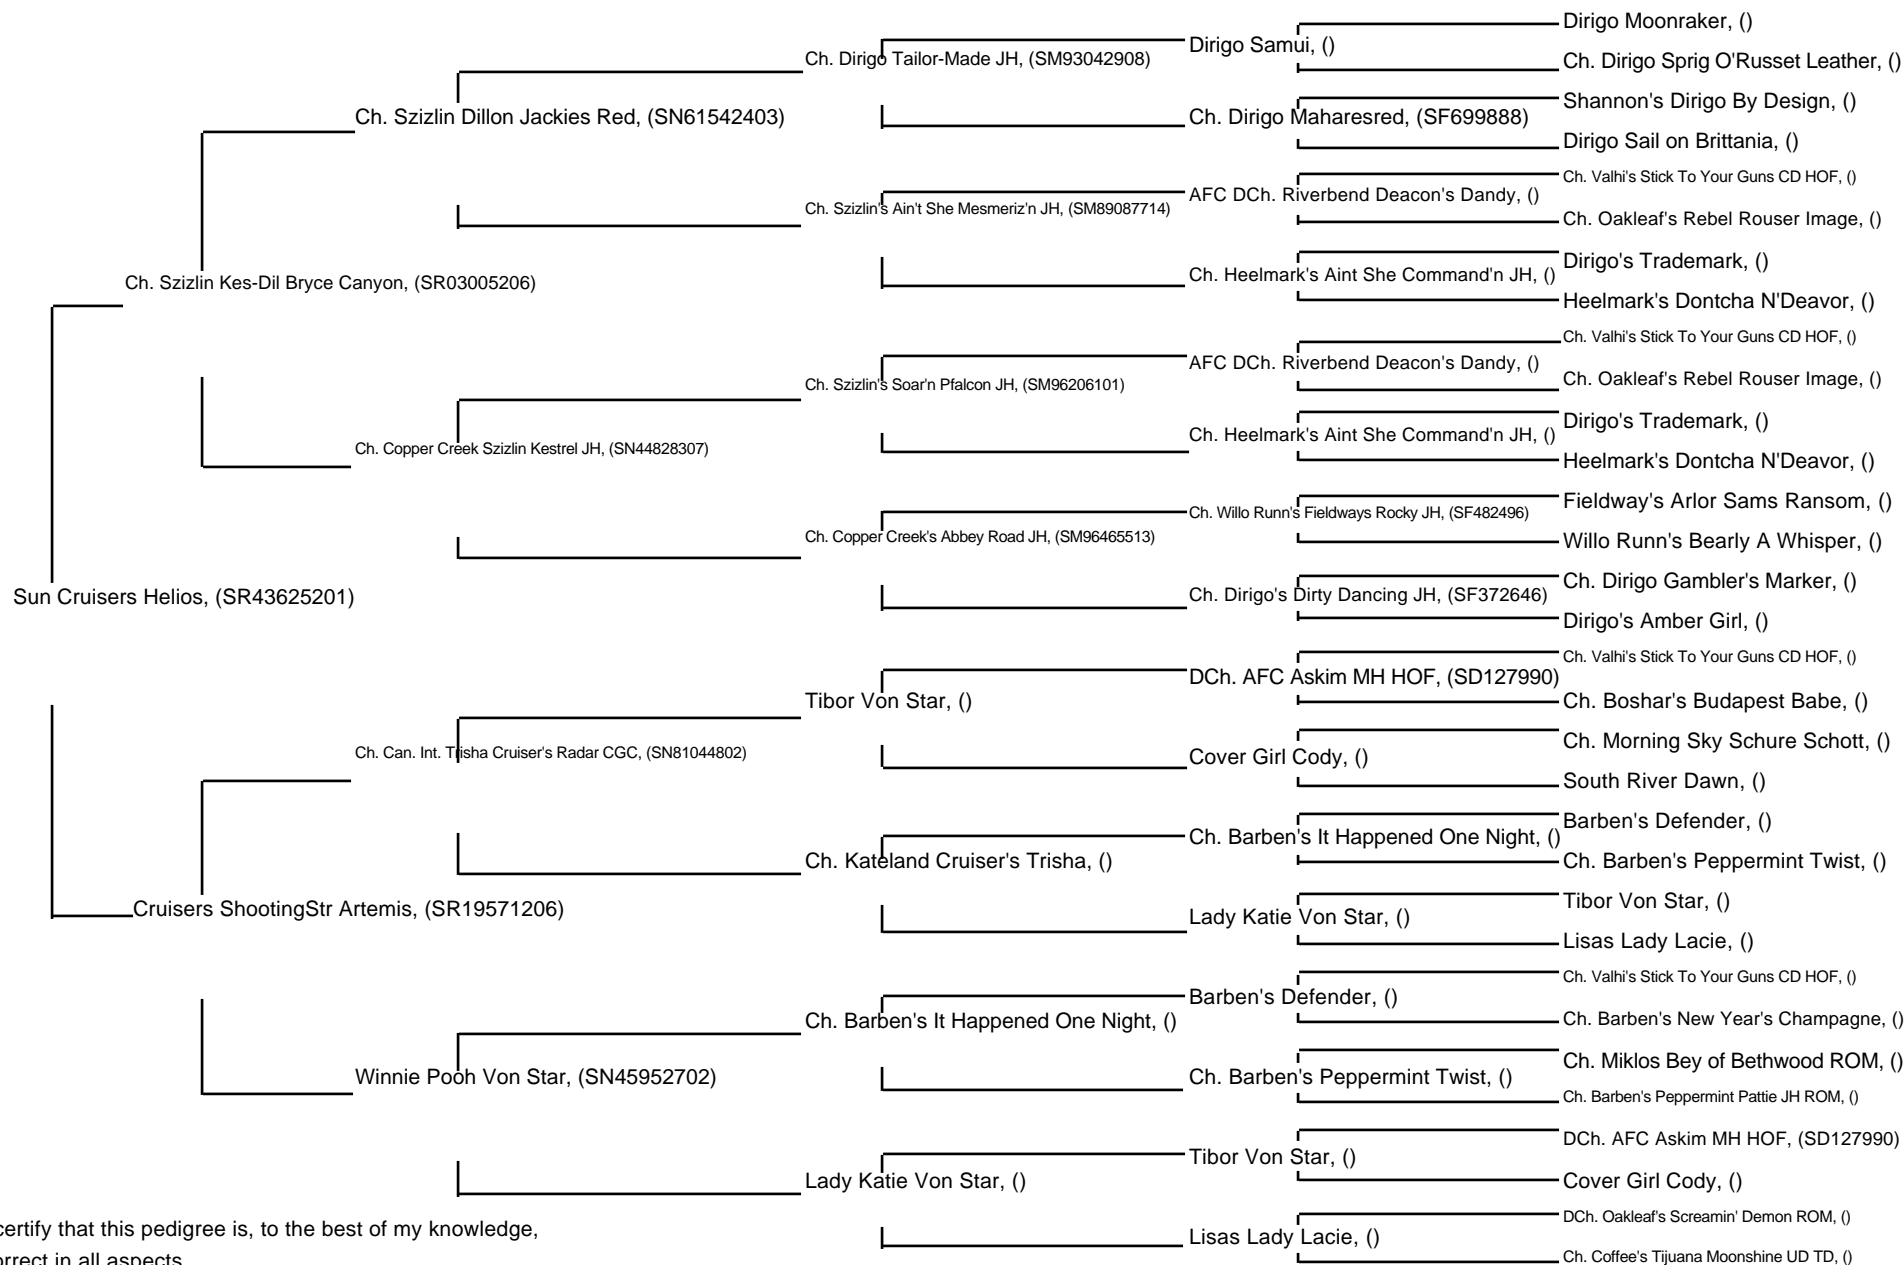 Dirigo Moonraker, ()
Dirigo Samui, ()
Ch. Dirigo Tailor-Made JH, (SM93042908)
Ch. Dirigo Sprig O'Russet Leather, ()
Shannon's Dirigo By Design, ()
Ch. Szizlin Dillon Jackies Red, (SN61542403)
Ch. Dirigo Maharesred, (SF699888)
Dirigo Sail on Brittania, ()
Ch. Valhi's Stick To Your Guns CD HOF, ()
AFC DCh. Riverbend Deacon's Dandy, ()
Ch. Szizlin's Ain't She Mesmeriz'n JH, (SM89087714)
Ch. Oakleaf's Rebel Rouser Image, ()
Dirigo's Trademark, ()
Ch. Heelmark's Aint She Command'n JH, ()
Ch. Szizlin Kes-Dil Bryce Canyon, (SR03005206)
Heelmark's Dontcha N'Deavor, ()
Ch. Valhi's Stick To Your Guns CD HOF, ()
AFC DCh. Riverbend Deacon's Dandy, ()
Ch. Szizlin's Soar'n Pfalcon JH, (SM96206101)
Ch. Oakleaf's Rebel Rouser Image, ()
Dirigo's Trademark, ()
Ch. Heelmark's Aint She Command'n JH, ()
Ch. Copper Creek Szizlin Kestrel JH, (SN44828307)
Heelmark's Dontcha N'Deavor, ()
Fieldway's Arlor Sams Ransom, ()
Ch. Willo Runn's Fieldways Rocky JH, (SF482496)
Ch. Copper Creek's Abbey Road JH, (SM96465513)
Willo Runn's Bearly A Whisper, ()
Ch. Dirigo Gambler's Marker, ()
Sun Cruisers Helios, (SR43625201)
Ch. Dirigo's Dirty Dancing JH, (SF372646)
Dirigo's Amber Girl, ()
Ch. Valhi's Stick To Your Guns CD HOF, ()
DCh. AFC Askim MH HOF, (SD127990)
Tibor Von Star, ()
Ch. Boshar's Budapest Babe, ()
Ch. Morning Sky Schure Schott, ()
Ch. Can. Int. Trisha Cruiser's Radar CGC, (SN81044802)
Cover Girl Cody, ()
South River Dawn, ()
Barben's Defender, ()
Ch. Barben's It Happened One Night, ()
Ch. Kateland Cruiser's Trisha, ()
Ch. Barben's Peppermint Twist, ()
Tibor Von Star, ()
Cruisers ShootingStr Artemis, (SR19571206)
Lady Katie Von Star, ()
Lisas Lady Lacie, ()
Ch. Valhi's Stick To Your Guns CD HOF, ()
Barben's Defender, ()
Ch. Barben's It Happened One Night, ()
Ch. Barben's New Year's Champagne, ()
Ch. Miklos Bey of Bethwood ROM, ()
Winnie Pooh Von Star, (SN45952702)
Ch. Barben's Peppermint Twist, ()
Ch. Barben's Peppermint Pattie JH ROM, ()
DCh. AFC Askim MH HOF, (SD127990)
Tibor Von Star, ()
Lady Katie Von Star, ()
Cover Girl Cody, ()
DCh. Oakleaf's Screamin' Demon ROM, ()
certify that this pedigree is, to the best of my knowledge,
Lisas Lady Lacie, ()
Ch. Coffee's Tijuana Moonshine UD TD, ()
orrect in all aspects